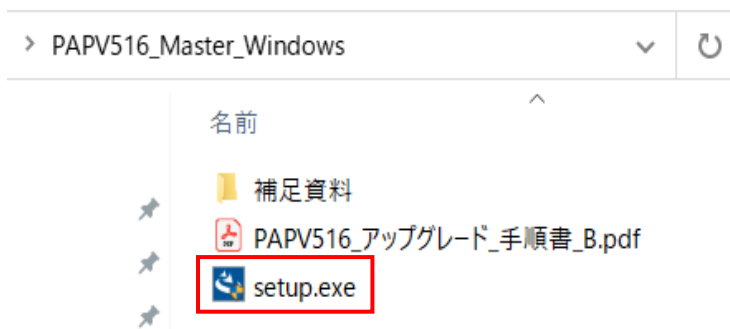 > PAPV516_Master_Windows
名前
補足資料
PAPV516_アップグレード_手順書_B.pdf
setup.exe